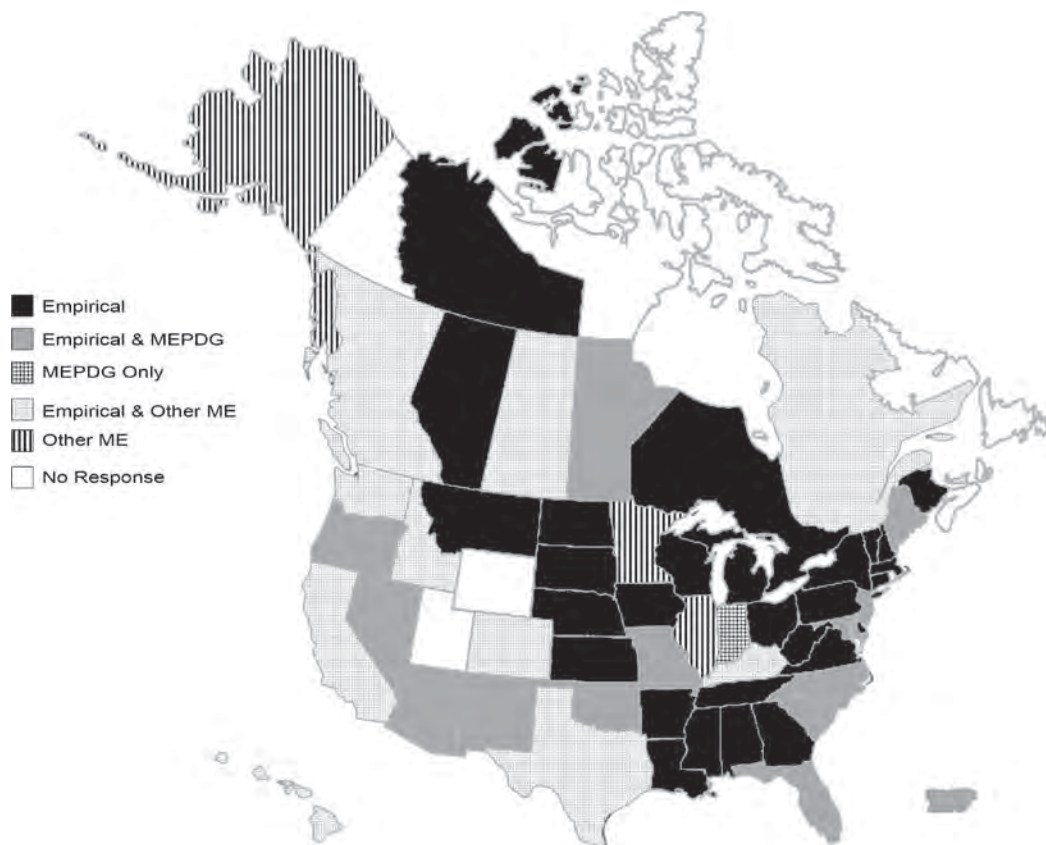 Empirical
Empirical & MEPDG
MEPDG Only
Empirical & Other ME
Other ME
No Response